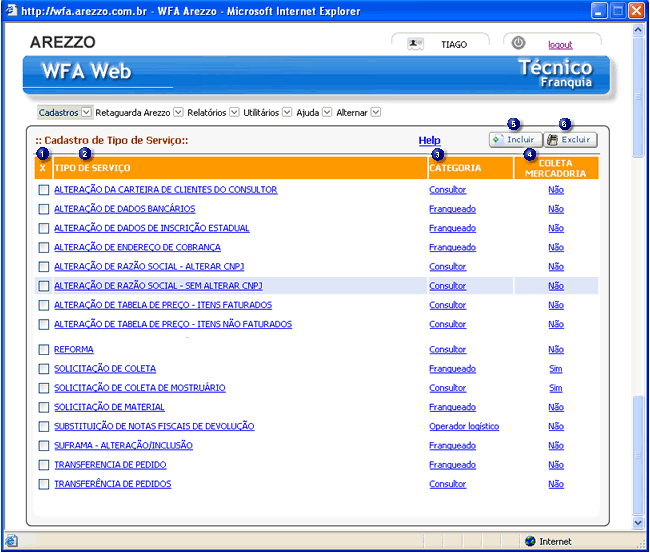 http://wfa.arezzo.com.br - WFA Arezzo - Microsoft Internet Explorer
AREZZO
TIAGO
logout
WFA Web
Técnico
Franquia
Cadastros Retaguarda Arezzo Relatórios Utilitários Ajuda Alternar
5 6
:: Cadastro de Tipo de Serviço:: Help Incluir Excluir
1 2 3 4
X TIPO DE SERVIÇO CATEGORIA COLETA MERCADORIA
ALTERAÇÃO DA CARTEIRA DE CLIENTES DO CONSULTOR Consultor Não
ALTERAÇÃO DE DADOS BANCÁRIOS Franqueado Não
ALTERAÇÃO DE DADOS DE INSCRIÇÃO ESTADUAL Franqueado Não
ALTERAÇÃO DE ENDEREÇO DE COBRANÇA Franqueado Não
ALTERAÇÃO DE RAZÃO SOCIAL - ALTERAR CNPJ Consultor Não
ALTERAÇÃO DE RAZÃO SOCIAL - SEM ALTERAR CNPJ Consultor Não
ALTERAÇÃO DE TABELA DE PREÇO - ITENS FATURADOS Consultor Não
ALTERAÇÃO DE TABELA DE PREÇO - ITENS NÃO FATURADOS Consultor Não
REFORMA Consultor Não
SOLICITAÇÃO DE COLETA Franqueado Sim
SOLICITAÇÃO DE COLETA DE MOSTRUÁRIO Consultor Sim
SOLICITAÇÃO DE MATERIAL Franqueado Não
SUBSTITUIÇÃO DE NOTAS FISCAIS DE DEVOLUÇÃO Operador logístico Não
SUFRAMA - ALTERAÇÃO/INCLUSÃO Franqueado Não
TRANSFERENCIA DE PEDIDO Franqueado Não
TRANSFERÊNCIA DE PEDIDOS Consultor Não
Internet